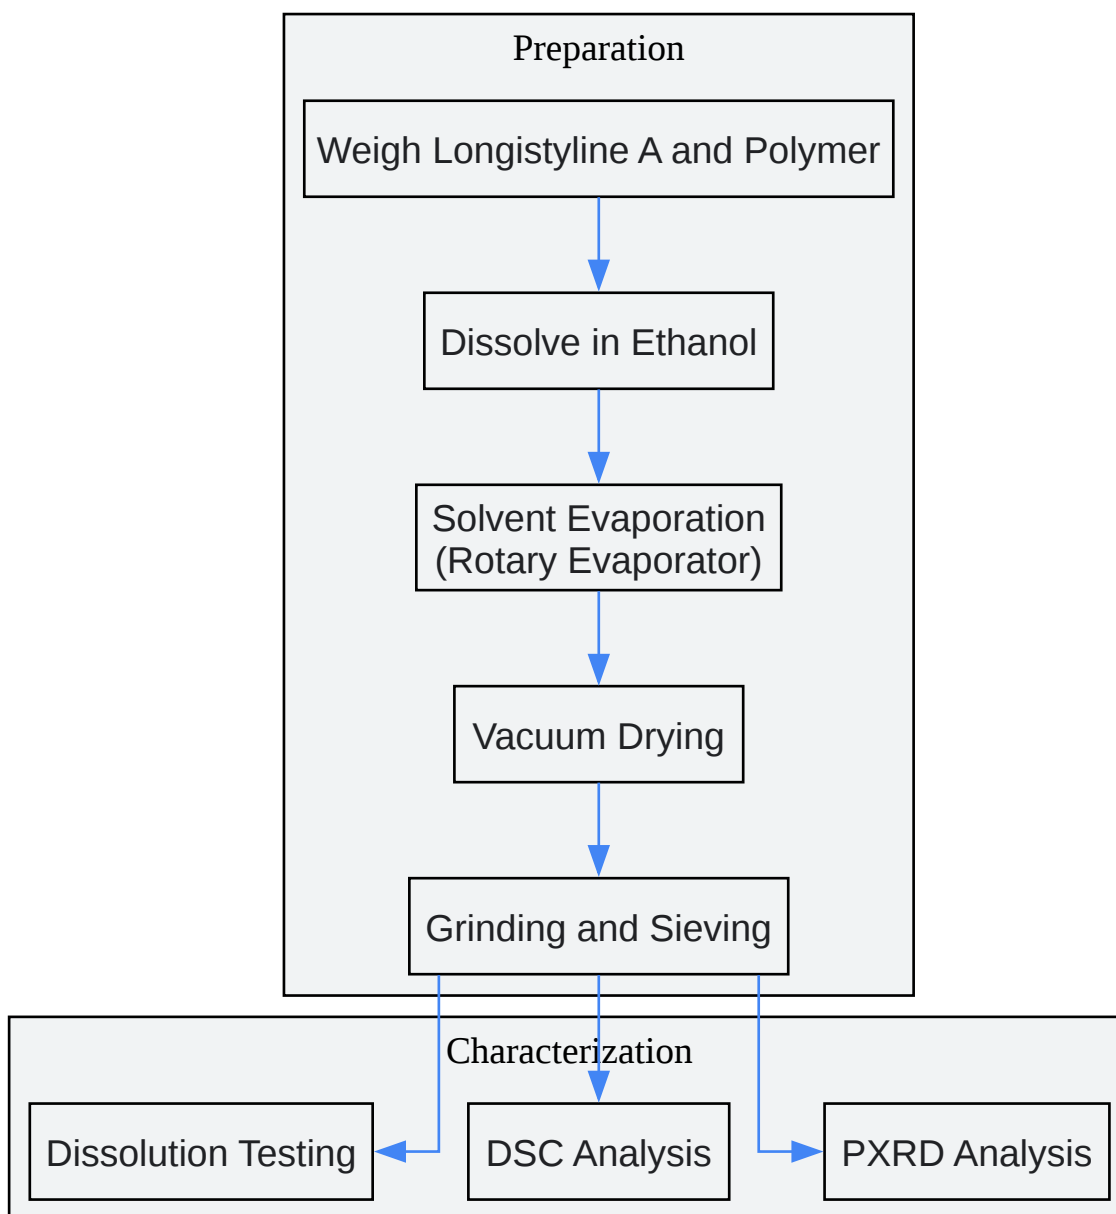 Preparation
Weigh Longistyline A and Polymer
Dissolve in Ethanol
Solvent Evaporation
(Rotary Evaporator)
Vacuum Drying
Grinding and Sieving
Characterization
Dissolution Testing
DSC Analysis
PXRD Analysis